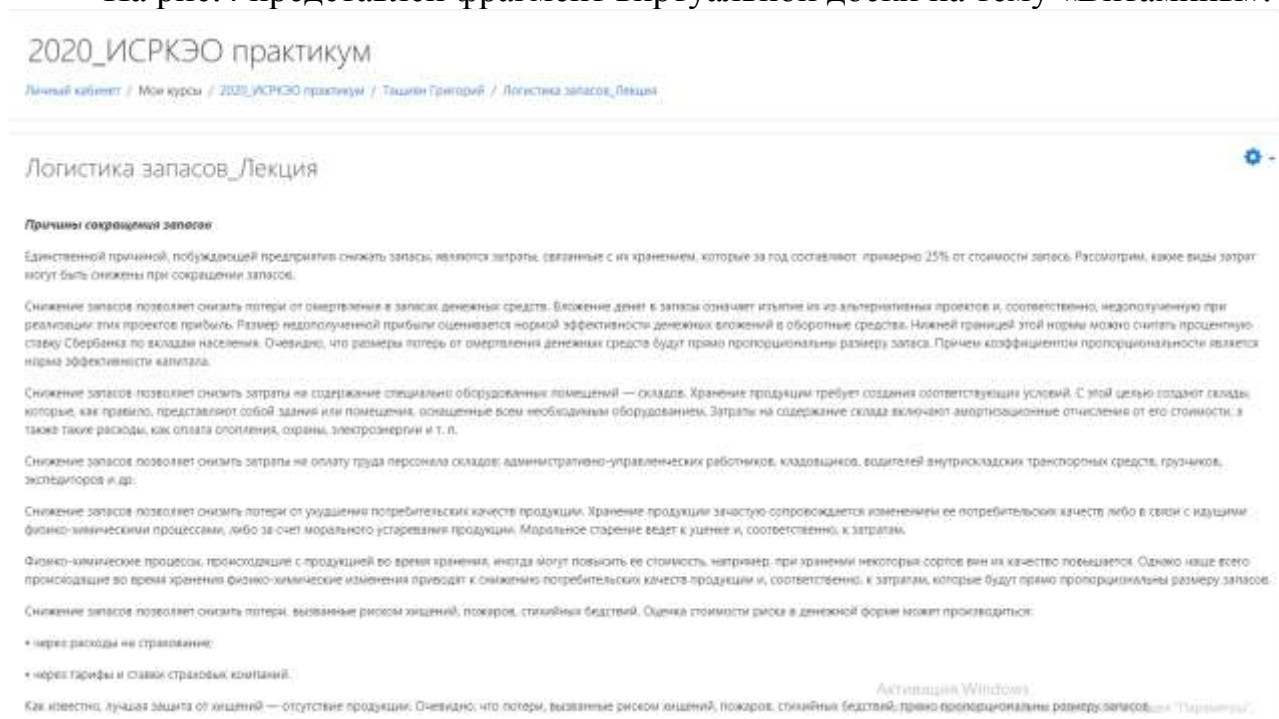 На рис.4 представлен фрагмент виртуальной доски на тему «Витамины».
2020_ИСРКЭО практикум
Личный кабинет / Мои курсы / 2020_ИСРКЭО практикум / Тащиян Григорий / Логистика запасов_Лекция
Логистика запасов_Лекция
Причины сокращения запасов
Единственной причиной, побуждающей предприятия снижать запасы, являются затраты, связанные с их хранением, которые за год составляют примерно 25% от стоимости запаса. Рассмотрим, какие виды затрат
могут быть снижены при сокращении запасов.
Снижение запасов позволяет снизить потери от омертвления в запасах денежных средств. Вложение денег в запасы означает изъятие их из альтернативных проектов и, соответственно, недополученную при
реализации этих проектов прибыль. Размер недополученной прибыли оценивается нормой эффективности денежных вложений в оборотные средства. Нижней границей этой нормы можно считать процентную
ставку Сбербанка по вкладам населения. Очевидно, что размеры потерь от омертвления денежных средств будут прямо пропорциональны размеру запаса. Причем коэффициентом пропорциональности является
норма эффективности капитала.
Снижение запасов позволяет снизить затраты на содержание специально оборудованных помещений — складов. Хранение продукции требует создания соответствующих условий. С этой целью создают склады,
которые, как правило, представляют собой здания или помещения, оснащенные всем необходимым оборудованием. Затраты на содержание склада включают амортизационные отчисления от его стоимости, а
также такие расходы, как оплата отопления, охраны, электроэнергии и т. п.
Снижение запасов позволяет снизить затраты на оплату труда персонала складов: административно-управленческих работников, кладовщиков, водителей внутрискладских транспортных средств, грузчиков,
экспедиторов и др.
Снижение запасов позволяет снизить потери от ухудшения потребительских качеств продукции. Хранение продукции зачастую сопровождается изменением ее потребительских качеств либо в связи с идущими
физико-химическими процессами, либо за счет морального устаревания продукции. Моральное старение ведет к уценке и, соответственно, к затратам.
Физико-химические процессы, происходящие с продукцией во время хранения, иногда могут повысить ее стоимость, например, при хранении некоторых сортов вин их качество повышается. Однако чаще всего
происходящие во время хранения физико-химические изменения приводят к снижению потребительских качеств продукции и, соответственно, к затратам, которые будут прямо пропорциональны размеру запасов.
Снижение запасов позволяет снизить потери, вызванные риском хищений, пожаров, стихийных бедствий. Оценка стоимости риска в денежной форме может производиться:
• через расходы на страхование;
• через тарифы и ставки страховых компаний.
Активация Windows
Как известно, лучшая защита от хищений — отсутствие продукции. Очевидно, что потери, вызванные риском хищений, пожаров, стихийных бедствий, прямо пропорциональны размеру запасов. "Параметры".